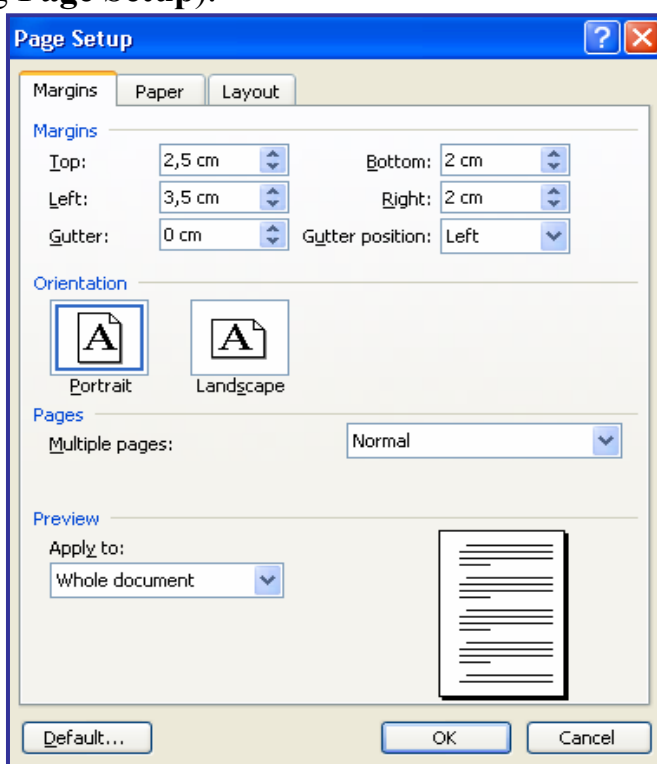 g Page Setup).
Page Setup
Margins Paper Layout
Margins
Top: 2,5 cm Bottom: 2 cm
Left: 3,5 cm Right: 2 cm
Gutter: 0 cm Gutter position: Left
Orientation
A A
Portrait Landscape
Pages
Multiple pages: Normal
Preview
Apply to:
Whole document
Default... OK Cancel